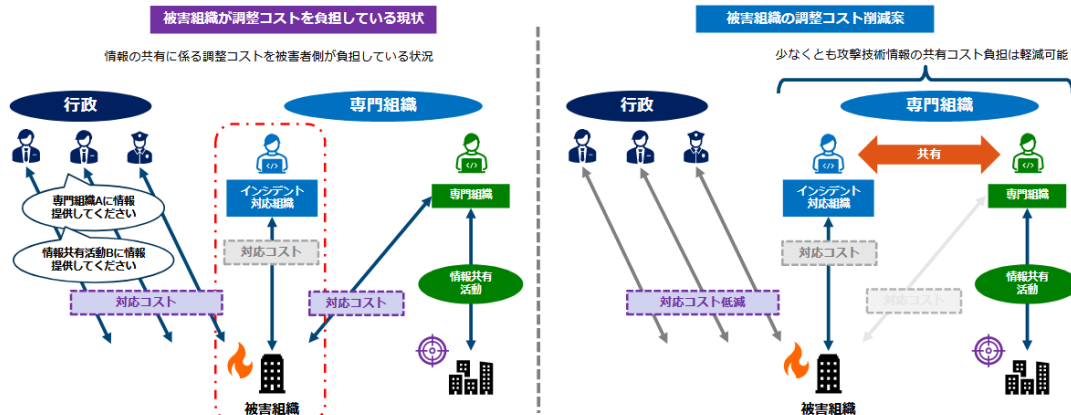 被害組織が調整コストを負担している現状
情報の共有に係る調整コストを被害者側が負担している状況
行政
専門組織
専門組織Aに情報
提供してください
情報共有活動Bに情報
提供してください
インシデント
対応組織
専門組織
対応コスト
対応コスト
対応コスト
情報共有
活動
被害組織
被害組織の調整コスト削減案
少なくとも攻撃技術情報の共有コスト負担は軽減可能
行政
専門組織
共有
インシデント
対応組織
専門組織
対応コスト
対応コスト低減
対応コスト
情報共有
活動
被害組織